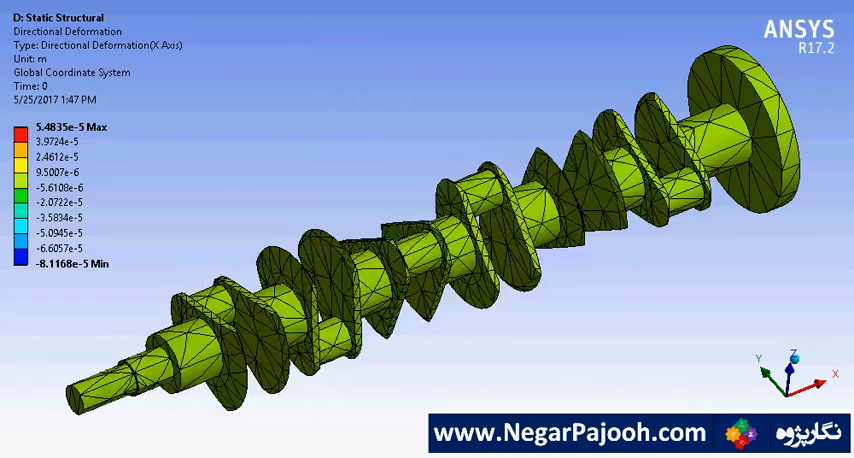 D: Static Structural
Directional Deformation
Type: Directional Deformation(X Axis)
Unit: m
Global Coordinate System
Time: 0
5/25/2017 1:47 PM
5.4835e-5 Max
3.9724e-5
2.4612e-5
9.5007e-6
-5.6108e-6
-2.0722e-5
-3.5834e-5
-5.0945e-5
-6.6057e-5
-8.1168e-5 Min
ANSYS
R17.2
Y
Z
X
www.NegarPajooh.com
نگارپژوه